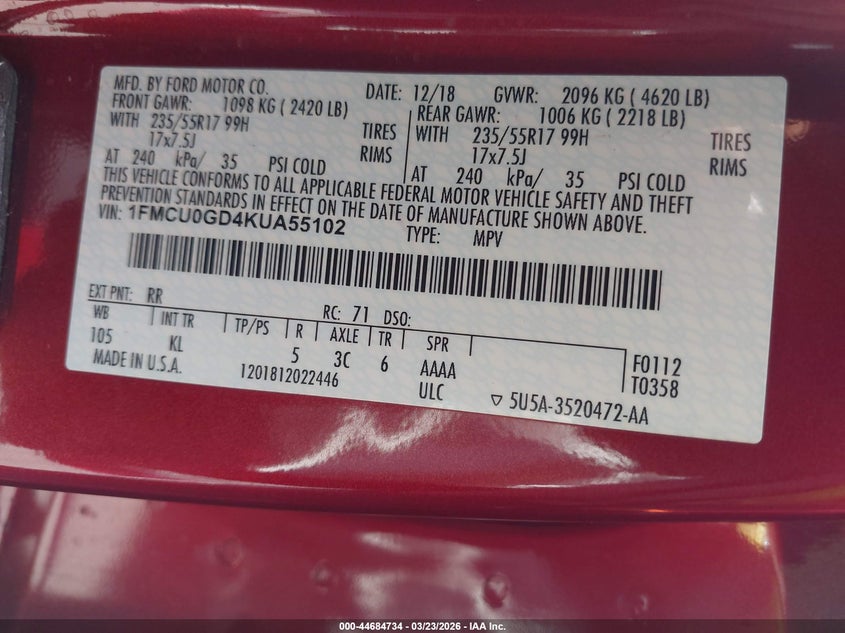 MFD. BY FORD MOTOR CO. DATE: 12/18 GVWR: 2096 KG ( 4620 LB)
FRONT GAWR: 1098 KG ( 2420 LB) REAR GAWR: 1006 KG ( 2218 LB)
WITH 235/55R17 99H TIRES WITH 235/55R17 99H TIRES
17x7.5J RIMS 17x7.5J RIMS
AT 240 kPa/ 35 PSI COLD AT 240 kPa/ 35 PSI COLD
THIS VEHICLE CONFORMS TO ALL APPLICABLE FEDERAL MOTOR VEHICLE SAFETY AND THEFT
PREVENTION STANDARDS IN EFFECT ON THE DATE OF MANUFACTURE SHOWN ABOVE.
VIN: 1FMCU0GD4KUA55102 TYPE: MPV
EXT PNT: RR RC: 71 DSO:
WB INT TR TP/PS R AXLE TR SPR
105 KL 5 3C 6 AAAA F0112
MADE IN U.S.A. 1201812022446 ULC T0358
▽ 5U5A-3520472-AA
000-44684734 — 03/23/2026 — IAA Inc.